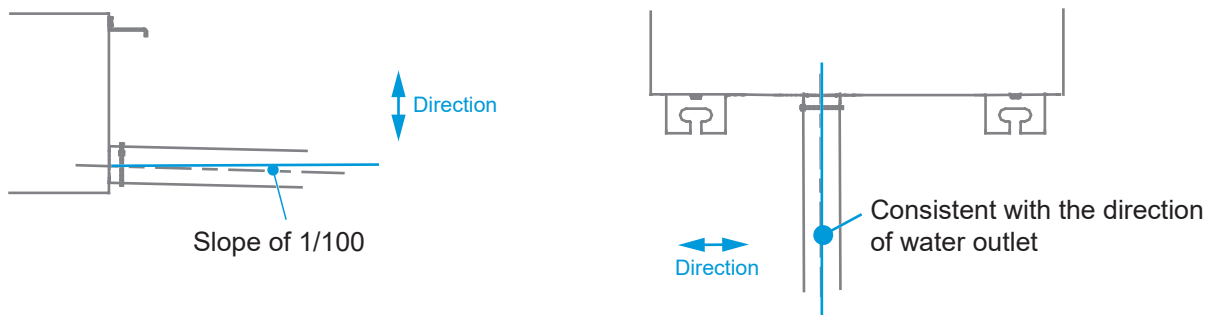 Direction
Slope of 1/100
Consistent with the direction
of water outlet
Direction